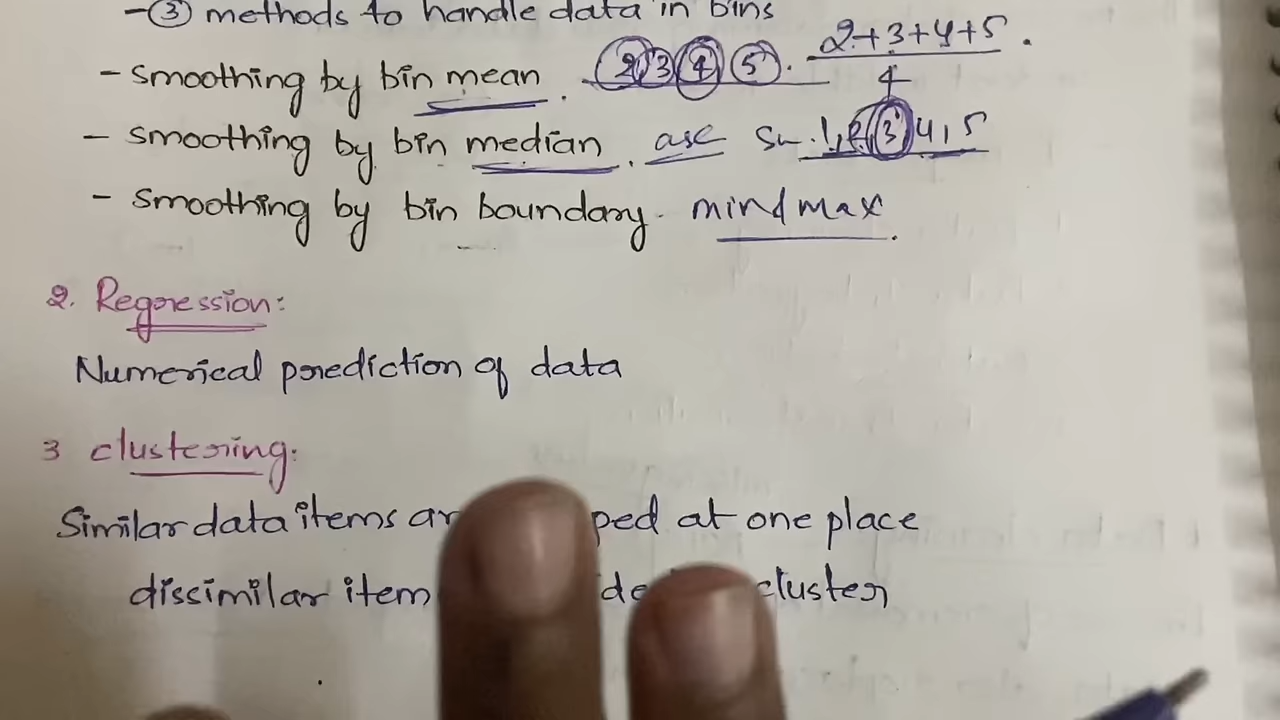 - ③ methods to handle data in bins
- smoothing by bin mean. 2 3 4 5. 2+3+4+5 / 4 .
- smoothing by bin median. asc 1, 2, 3 4, 5
- smoothing by bin boundary. min max
2. Regression:
Numerical prediction of data
3 clustering:
Similar data items at one place
dissimilar item cluster